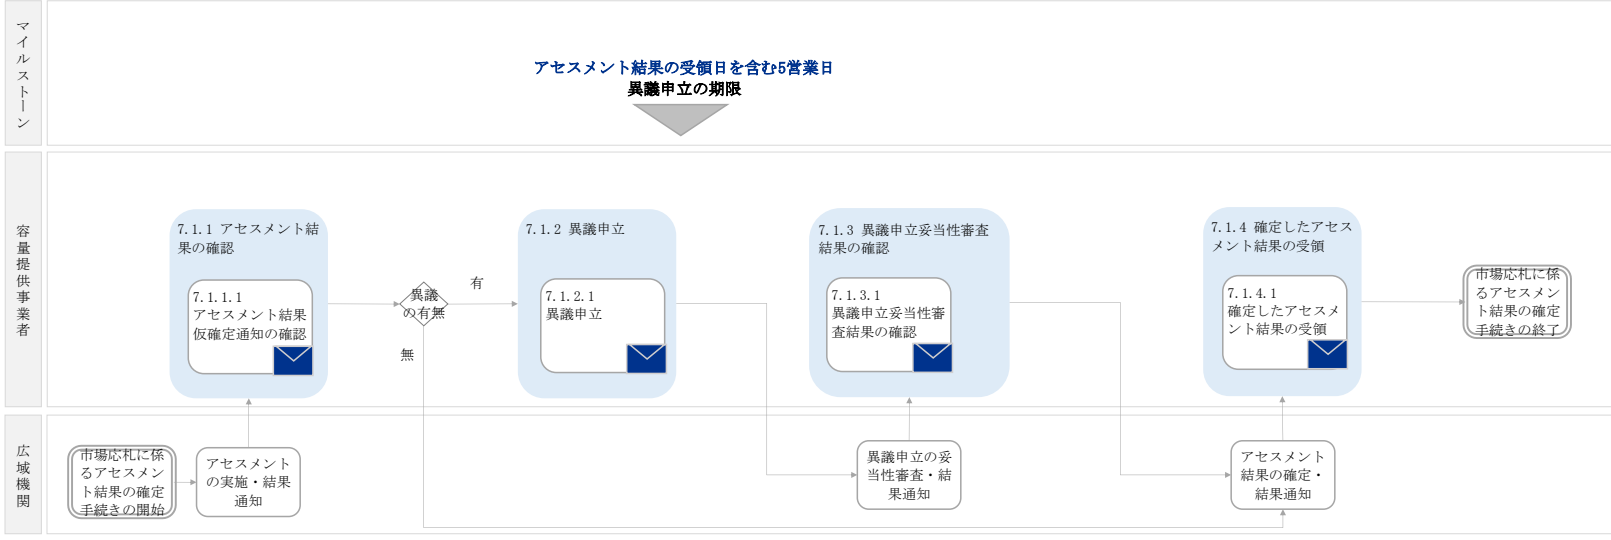 マイルストーン
アセスメント結果の受領日を含む5営業日
異議申立の期限
容量提供事業者
7.1.1 アセスメント結
果の確認
7.1.1.1
アセスメント結果
仮確定通知の確認
異議
の有無
有
無
7.1.2 異議申立
7.1.2.1
異議申立
7.1.3 異議申立妥当性審査
結果の確認
7.1.3.1
異議申立妥当性審
査結果の確認
7.1.4 確定したアセス
メント結果の受領
7.1.4.1
確定したアセスメ
ント結果の受領
市場応札に係
るアセスメン
ト結果の確定
手続きの終了
広域機関
市場応札に係
るアセスメン
ト結果の確定
手続きの開始
アセスメント
の実施・結果
通知
異議申立の妥
当性審査・結
果通知
アセスメント
結果の確定・
結果通知